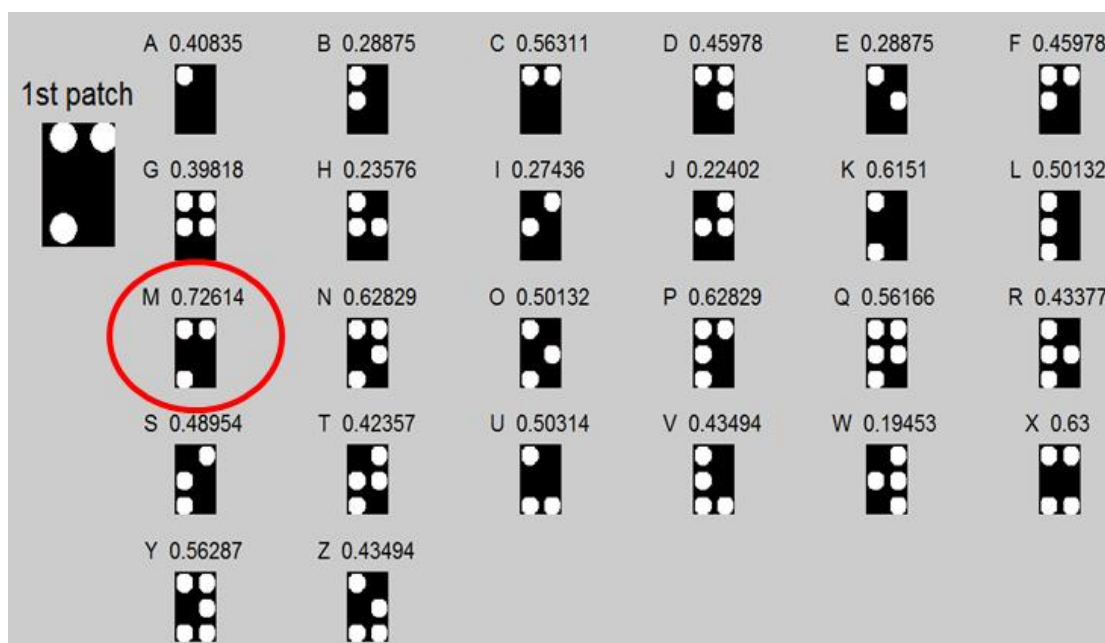 A 0.40835 B 0.28875 C 0.56311 D 0.45978 E 0.28875 F 0.45978
1st patch
G 0.39818 H 0.23576 I 0.27436 J 0.22402 K 0.6151 L 0.50132
M 0.72614 N 0.62829 O 0.50132 P 0.62829 Q 0.56166 R 0.43377
S 0.48954 T 0.42357 U 0.50314 V 0.43494 W 0.19453 X 0.63
Y 0.56287 Z 0.43494